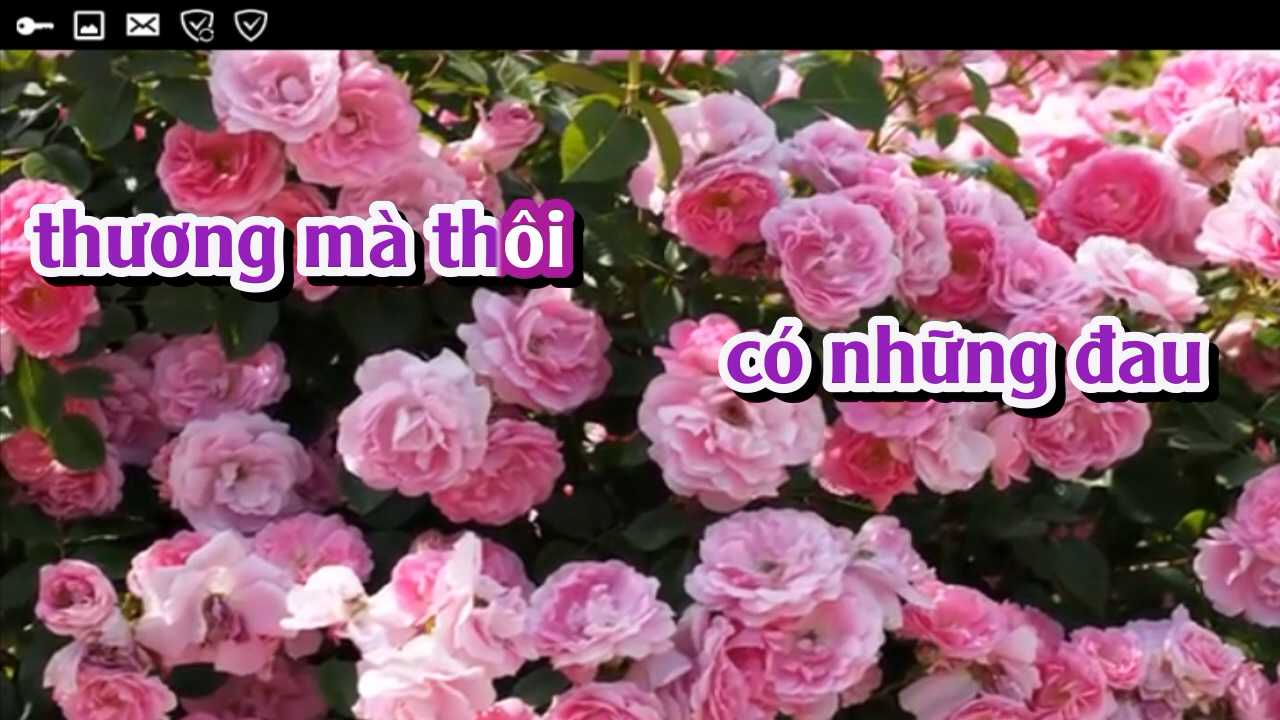 thương mà thôi
có những đau